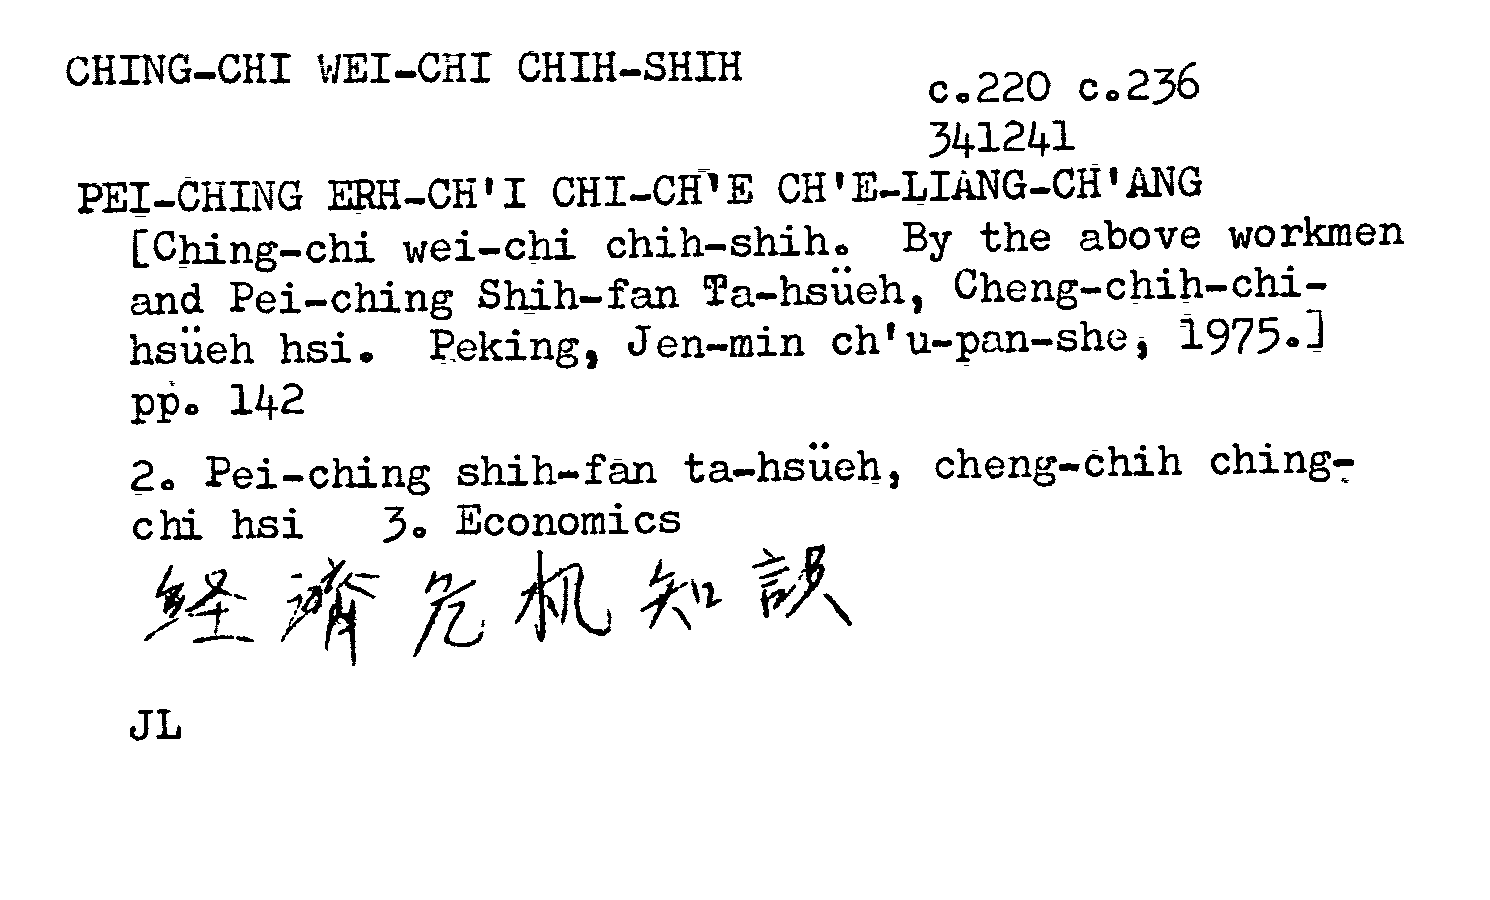 CHING-CHI WEI-CHI CHIH-SHIH
c.220 c.236
341241
PEI-CHING ERH-CH'I CHI-CH'E CH'E-LIANG-CH'ANG
[Ching-chi wei-chi chih-shih. By the above workmen
and Pei-ching Shih-fan Ta-hsüeh, Cheng-chih-chi-
hsüeh hsi. Peking, Jen-min ch'u-pan-she, 1975.]
pp. 142
2. Pei-ching shih-fan ta-hsüeh, cheng-chih ching-
chi hsi 3. Economics
経濟危机知誤
JL